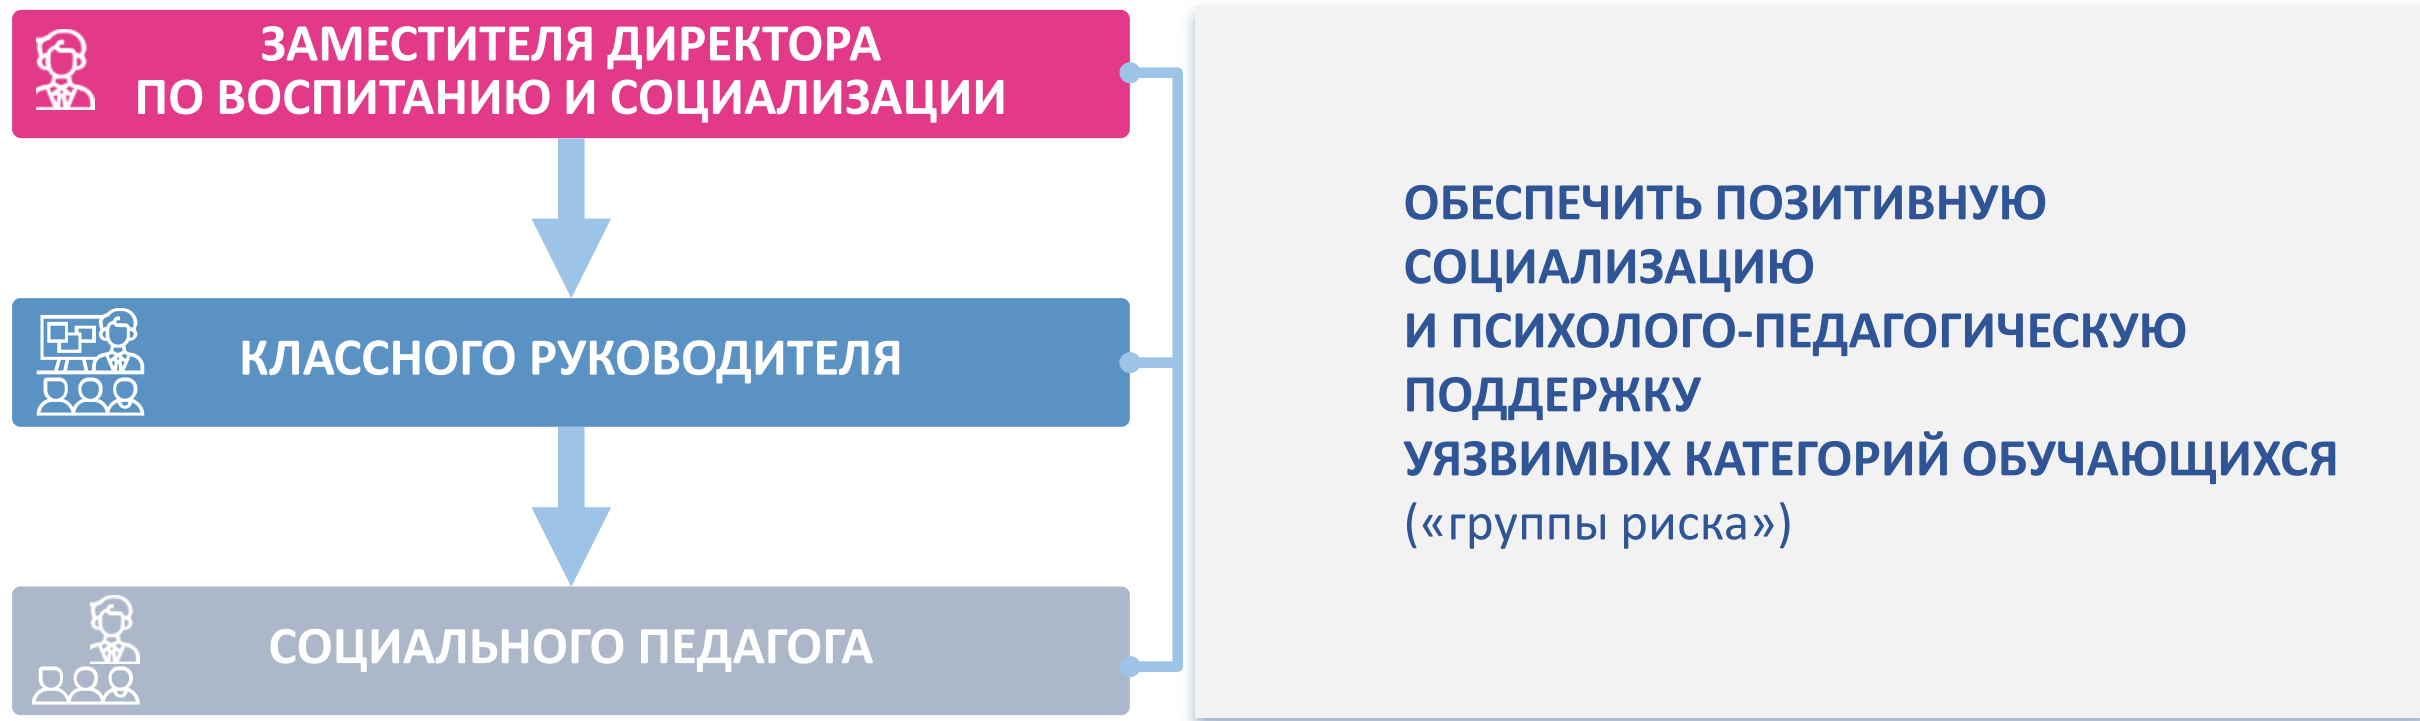 ЗАМЕСТИТЕЛЯ ДИРЕКТОРА
ПО ВОСПИТАНИЮ И СОЦИАЛИЗАЦИИ
КЛАССНОГО РУКОВОДИТЕЛЯ
СОЦИАЛЬНОГО ПЕДАГОГА
ОБЕСПЕЧИТЬ ПОЗИТИВНУЮ
СОЦИАЛИЗАЦИЮ
И ПСИХОЛОГО-ПЕДАГОГИЧЕСКУЮ
ПОДДЕРЖКУ
УЯЗВИМЫХ КАТЕГОРИЙ ОБУЧАЮЩИХСЯ
(«группы риска»)